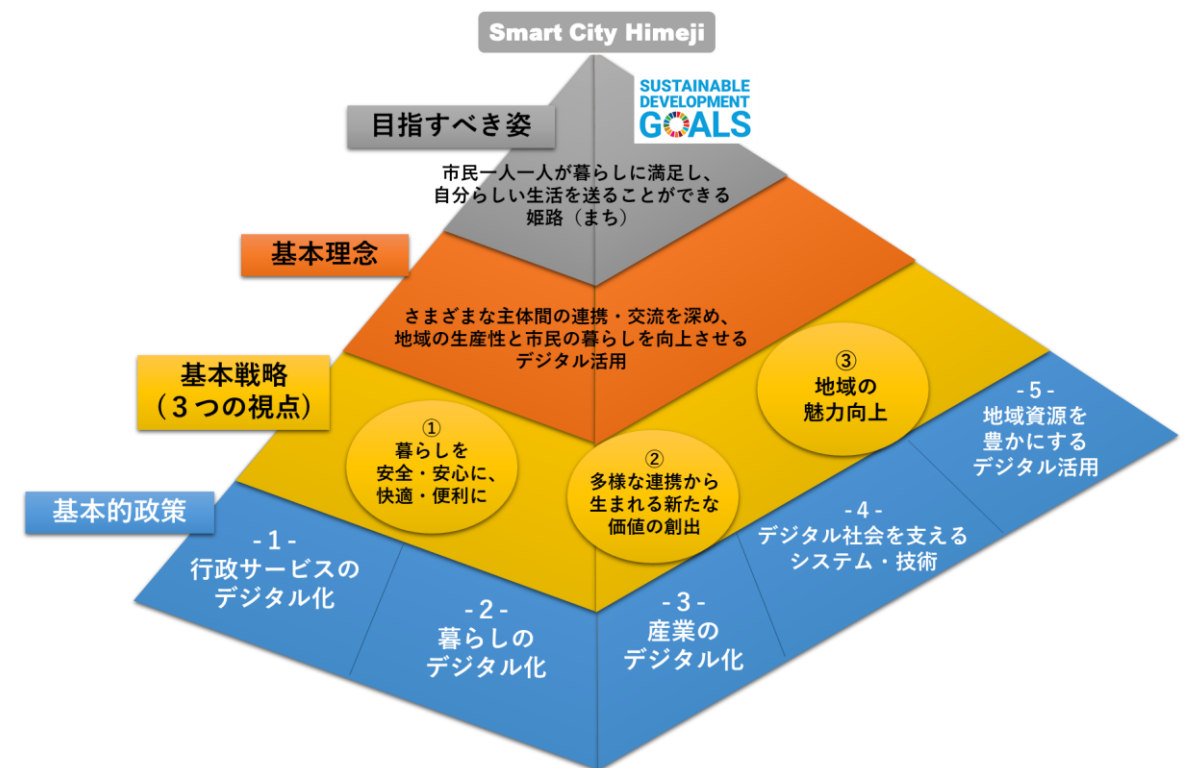 Smart City Himeji
SUSTAINABLE
DEVELOPMENT
GOALS
目指すべき姿
市民一人一人が暮らしに満足し、
自分らしい生活を送ることができる
姫路（まち）
基本理念
さまざまな主体間の連携・交流を深め、
地域の生産性と市民の暮らしを向上させる
デジタル活用
基本戦略
（３つの視点）
①
暮らしを
安全・安心に、
快適・便利に
②
多様な連携から
生まれる新たな
価値の創出
③
地域の
魅力向上
基本的政策
- 1 -
行政サービスの
デジタル化
- 2 -
暮らしの
デジタル化
- 3 -
産業の
デジタル化
- 4 -
デジタル社会を支える
システム・技術
- 5 -
地域資源を
豊かにする
デジタル活用